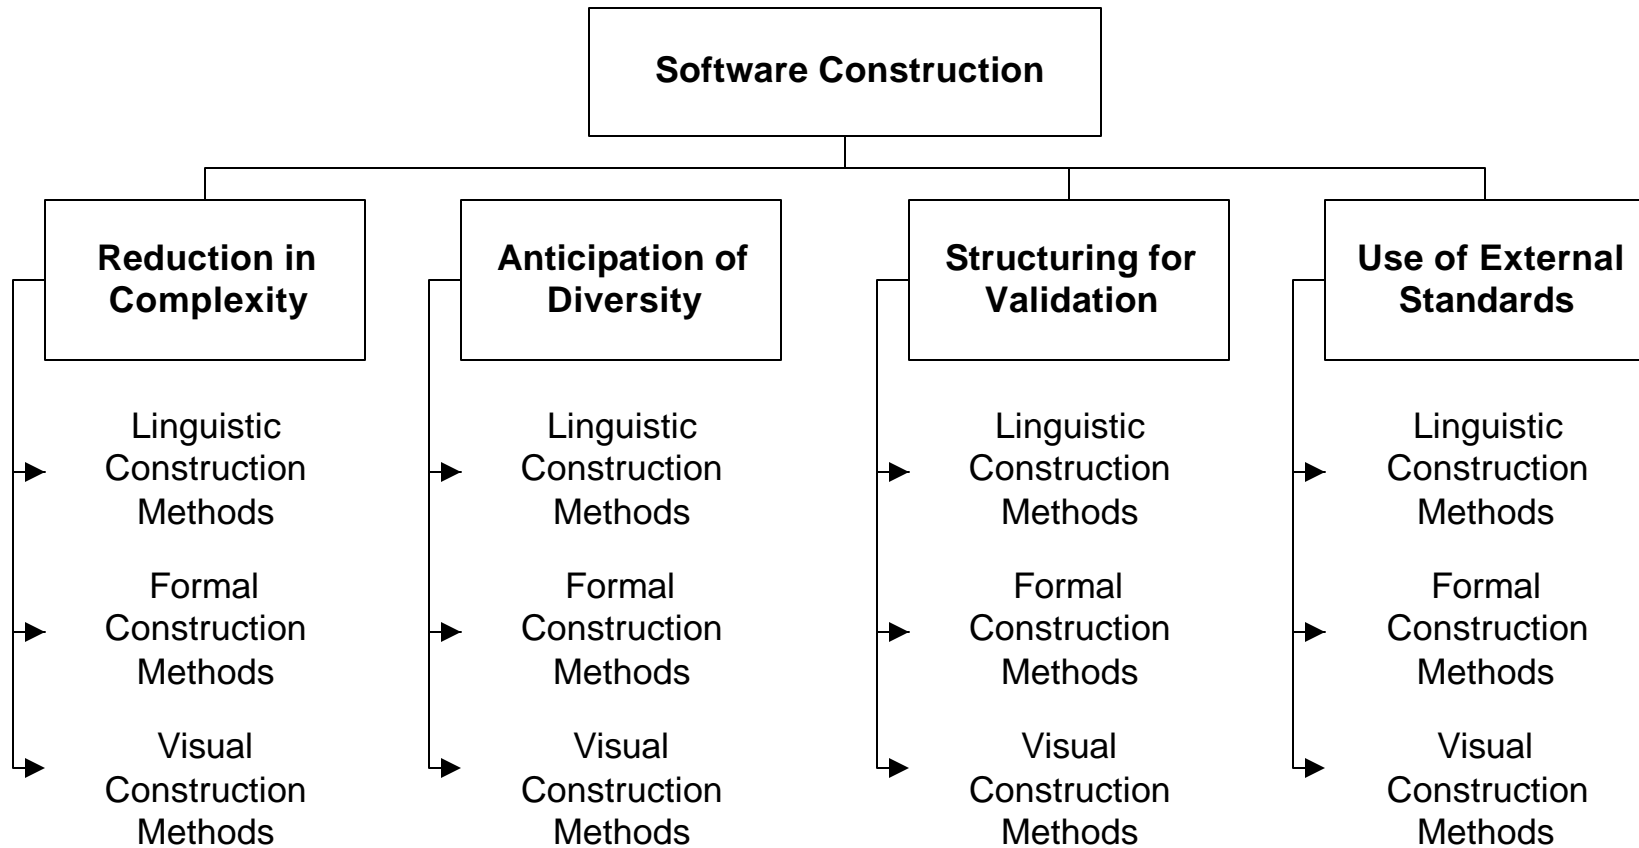 Software Construction
Reduction in
Complexity
Anticipation of
Diversity
Structuring for
Validation
Use of External
Standards
Linguistic
Construction
Methods
Linguistic
Construction
Methods
Linguistic
Construction
Methods
Linguistic
Construction
Methods
Formal
Construction
Methods
Formal
Construction
Methods
Formal
Construction
Methods
Formal
Construction
Methods
Visual
Construction
Methods
Visual
Construction
Methods
Visual
Construction
Methods
Visual
Construction
Methods